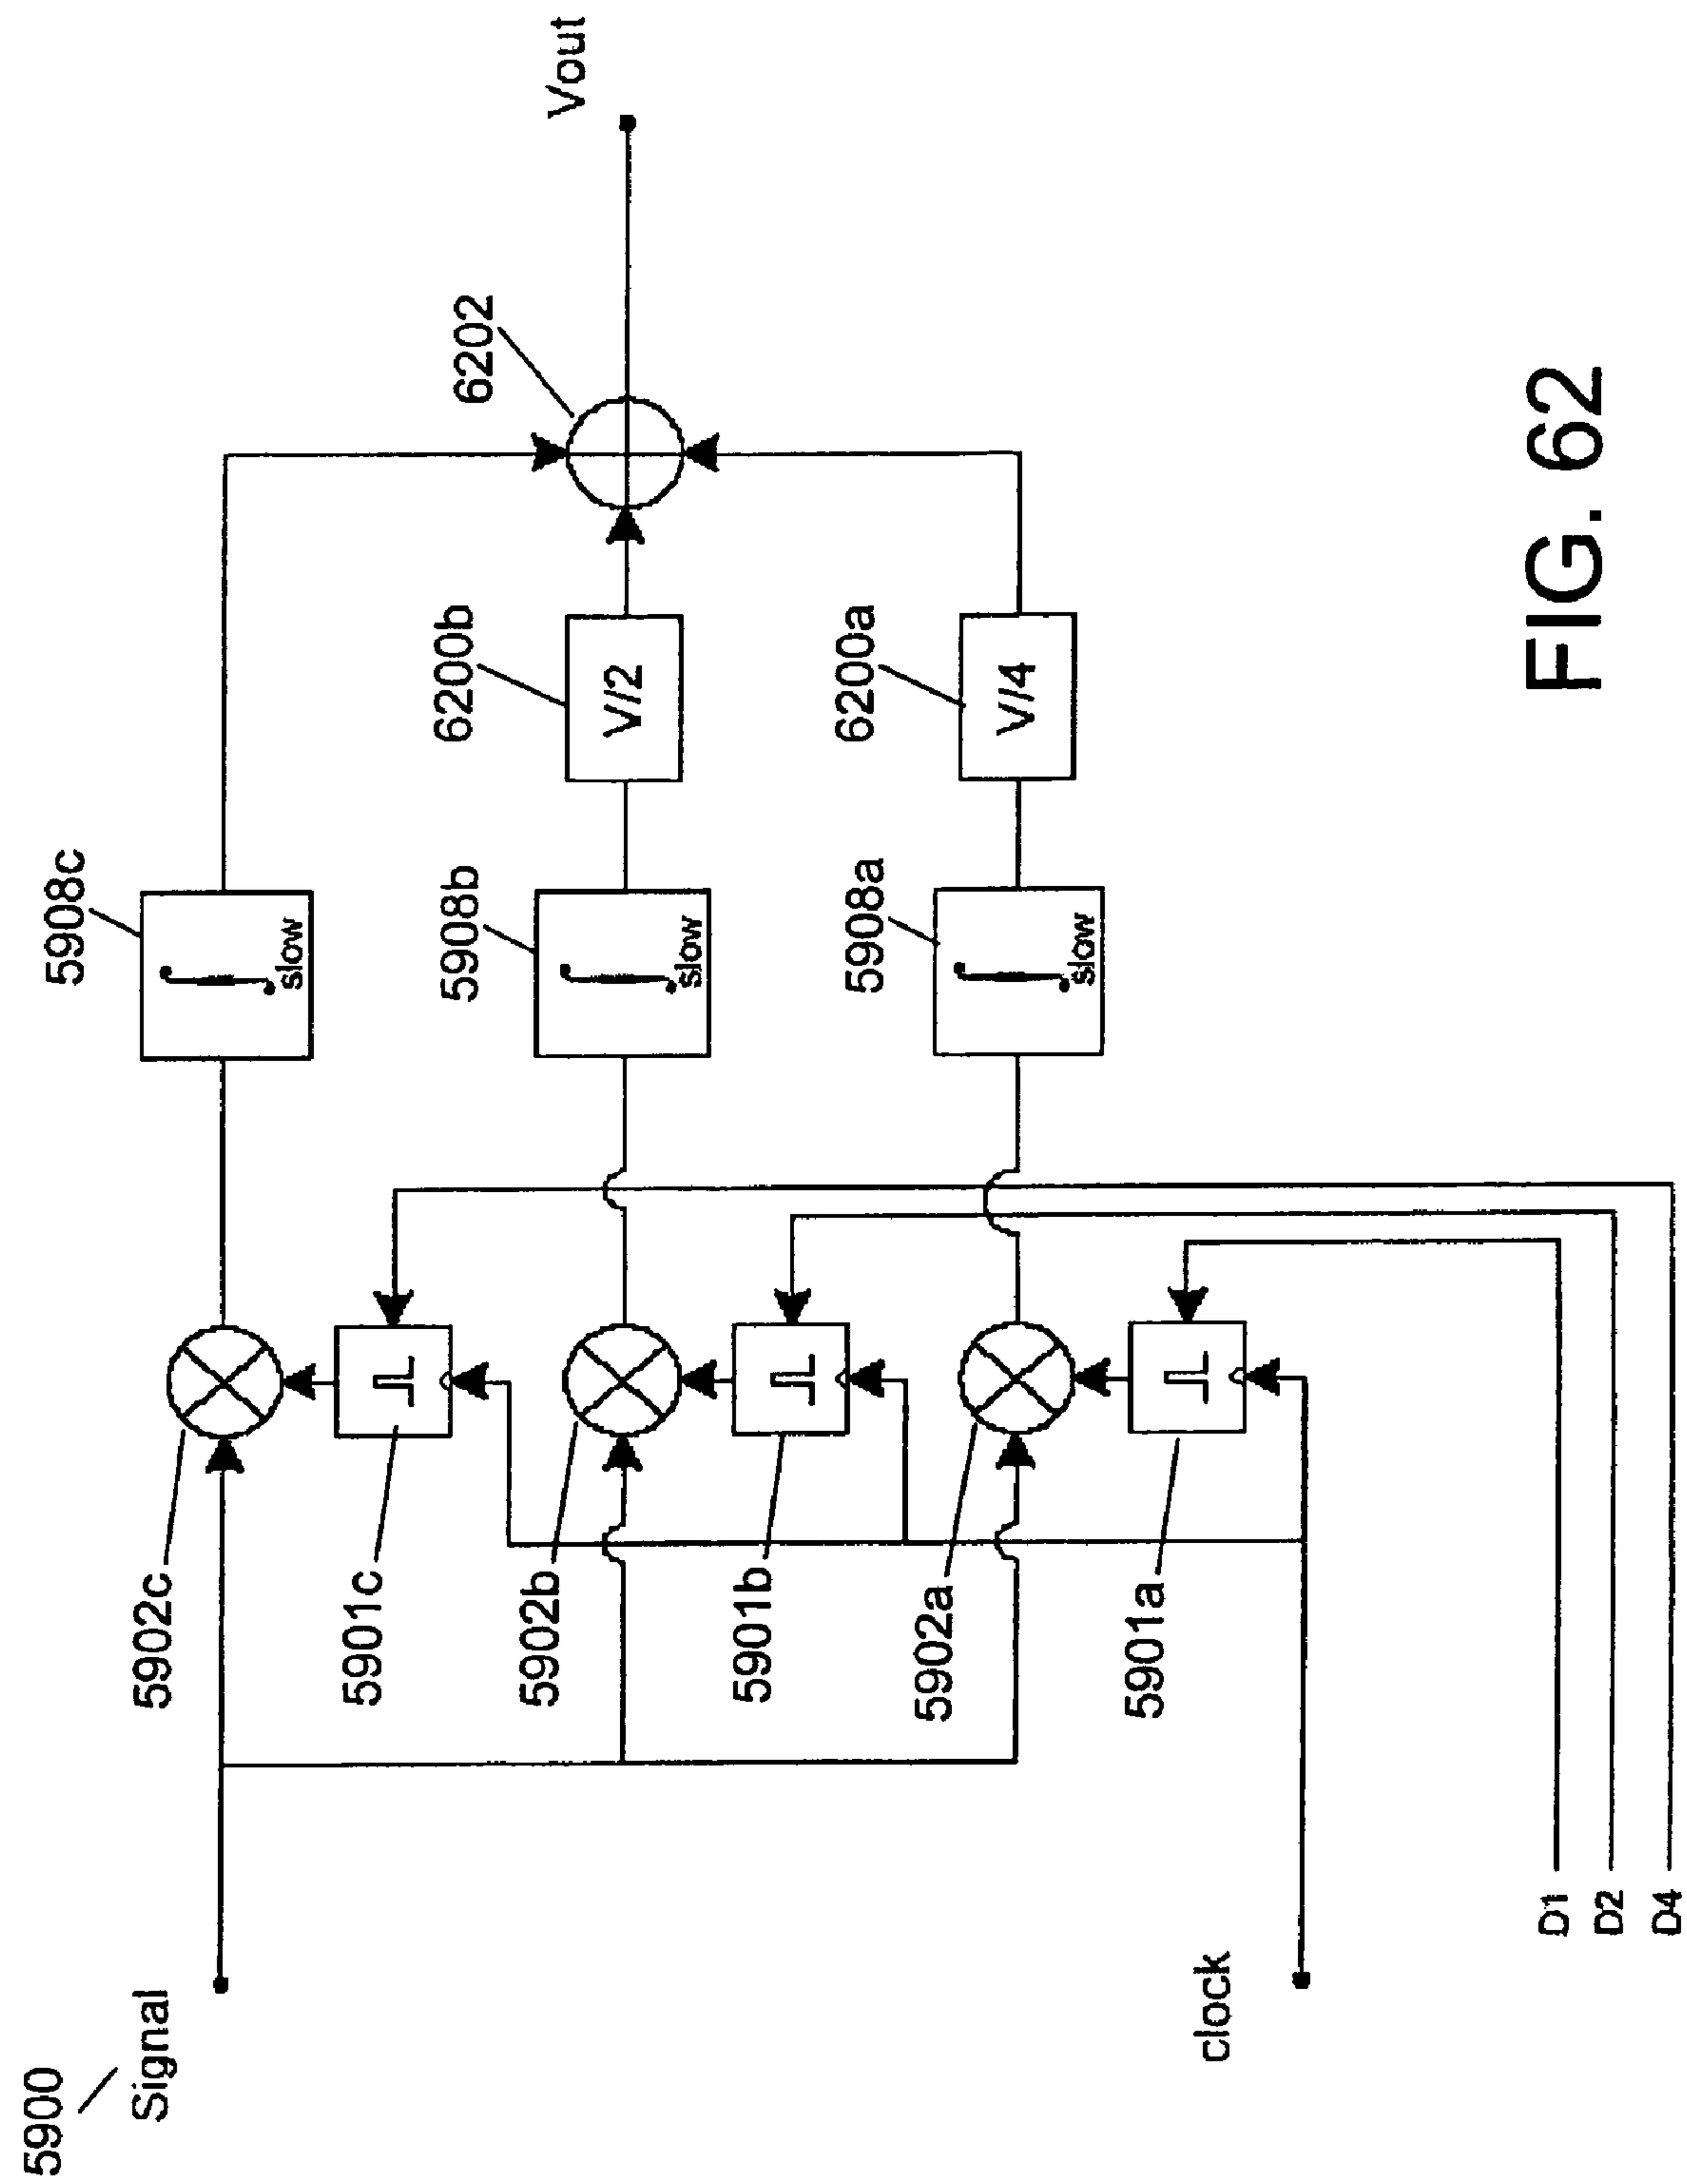 5900
Signal
5902c
5901c
5908c
5902b
5901b
5908b
6200b
V/2
6202
Vout
5902a
5901a
5908a
6200a
V/4
slow
slow
slow
clock
D1
D2
D4
FIG. 62